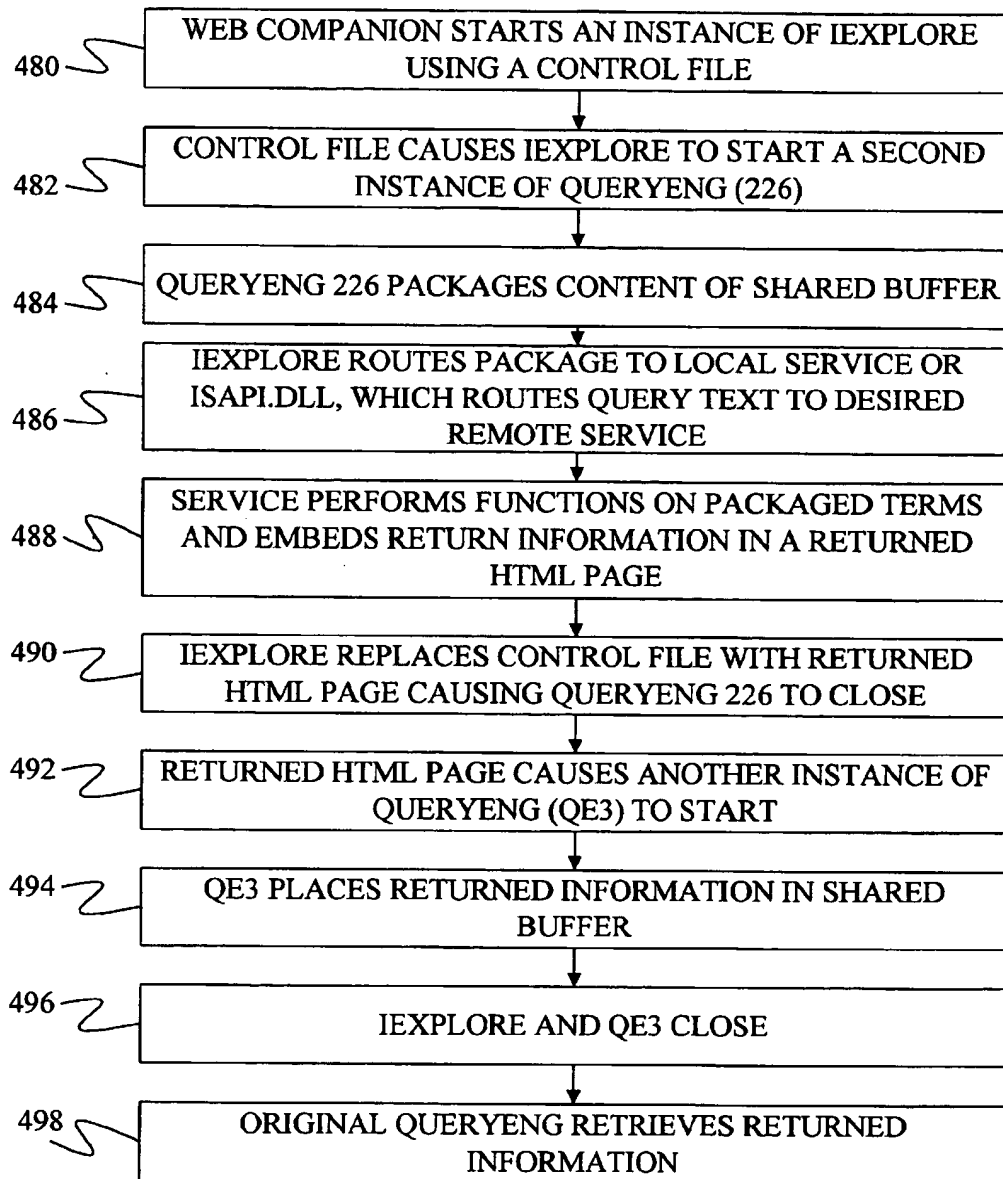 480
WEB COMPANION STARTS AN INSTANCE OF IEXPLORE
USING A CONTROL FILE
482
CONTROL FILE CAUSES IEXPLORE TO START A SECOND
INSTANCE OF QUERYENG (226)
484
QUERYENG 226 PACKAGES CONTENT OF SHARED BUFFER
486
IEXPLORE ROUTES PACKAGE TO LOCAL SERVICE OR
ISAPI.DLL, WHICH ROUTES QUERY TEXT TO DESIRED
REMOTE SERVICE
488
SERVICE PERFORMS FUNCTIONS ON PACKAGED TERMS
AND EMBEDS RETURN INFORMATION IN A RETURNED
HTML PAGE
490
IEXPLORE REPLACES CONTROL FILE WITH RETURNED
HTML PAGE CAUSING QUERYENG 226 TO CLOSE
492
RETURNED HTML PAGE CAUSES ANOTHER INSTANCE OF
QUERYENG (QE3) TO START
494
QE3 PLACES RETURNED INFORMATION IN SHARED
BUFFER
496
IEXPLORE AND QE3 CLOSE
498
ORIGINAL QUERYENG RETRIEVES RETURNED
INFORMATION